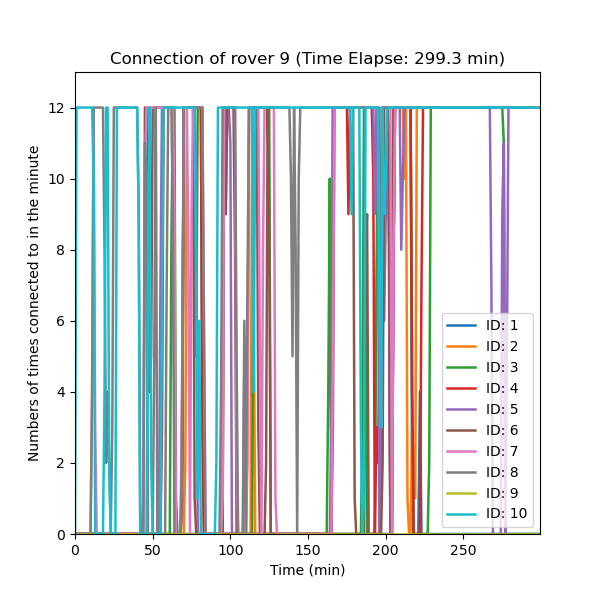 Connection of rover 9 (Time Elapse: 299.3 min)
Numbers of times connected to in the minute
12
10
8
6
4
2
0
ID: 1
ID: 2
ID: 3
ID: 4
ID: 5
ID: 6
ID: 7
ID: 8
ID: 9
ID: 10
0 50 100 150 200 250
Time (min)